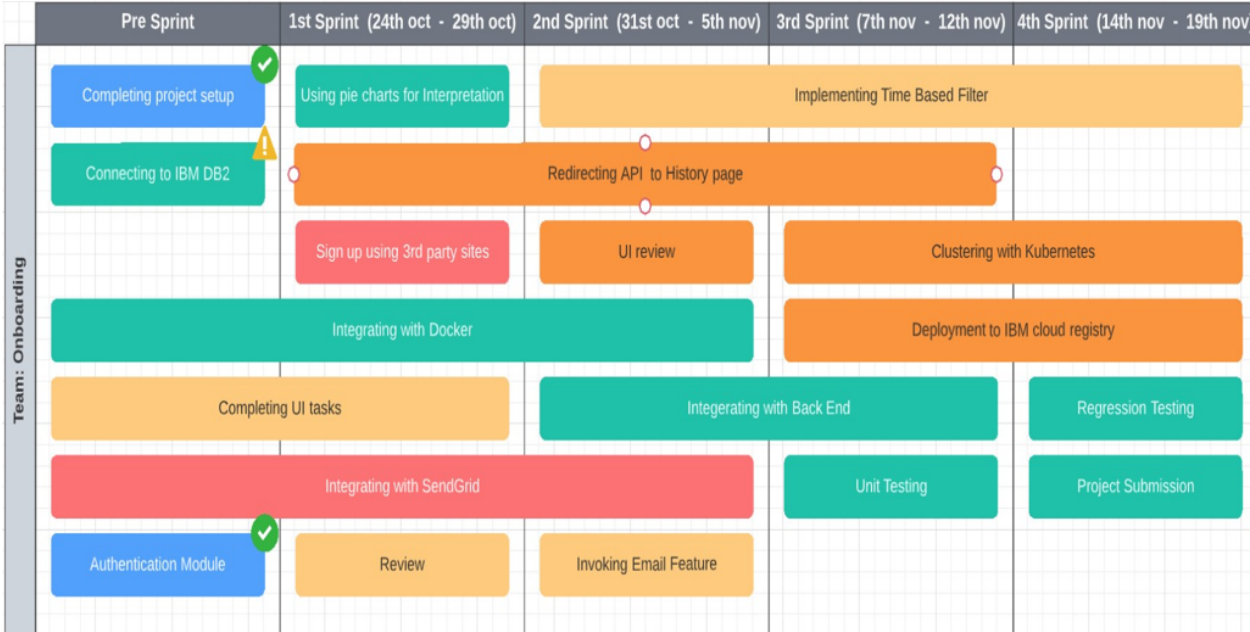 Pre Sprint
1st Sprint (24th oct - 29th oct)
2nd Sprint (31st oct - 5th nov)
3rd Sprint (7th nov - 12th nov)
4th Sprint (14th nov - 19th nov)
Team: Onboarding
Completing project setup
Using pie charts for Interpretation
Implementing Time Based Filter
Connecting to IBM DB2
Redirecting API to History page
Sign up using 3rd party sites
UI review
Clustering with Kubernetes
Integrating with Docker
Deployment to IBM cloud registry
Completing UI tasks
Integerating with Back End
Regression Testing
Integrating with SendGrid
Unit Testing
Project Submission
Authentication Module
Review
Invoking Email Feature